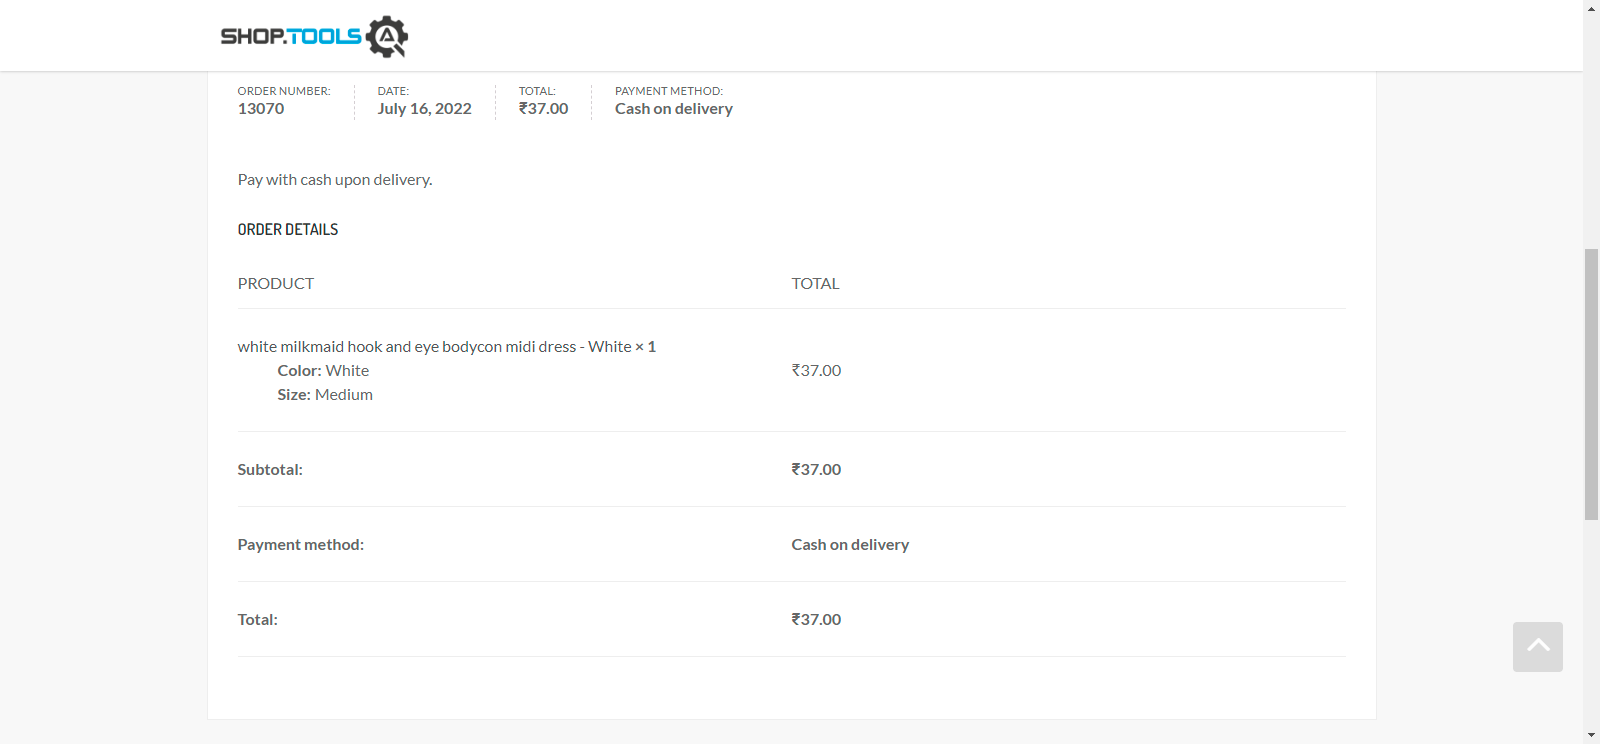 SHOP.TOOLS
ORDER NUMBER: DATE: TOTAL: PAYMENT METHOD:
13070 July 16, 2022 ₹37.00 Cash on delivery
Pay with cash upon delivery.
ORDER DETAILS
PRODUCT TOTAL
white milkmaid hook and eye bodycon midi dress - White × 1
Color: White ₹37.00
Size: Medium
Subtotal: ₹37.00
Payment method: Cash on delivery
Total: ₹37.00